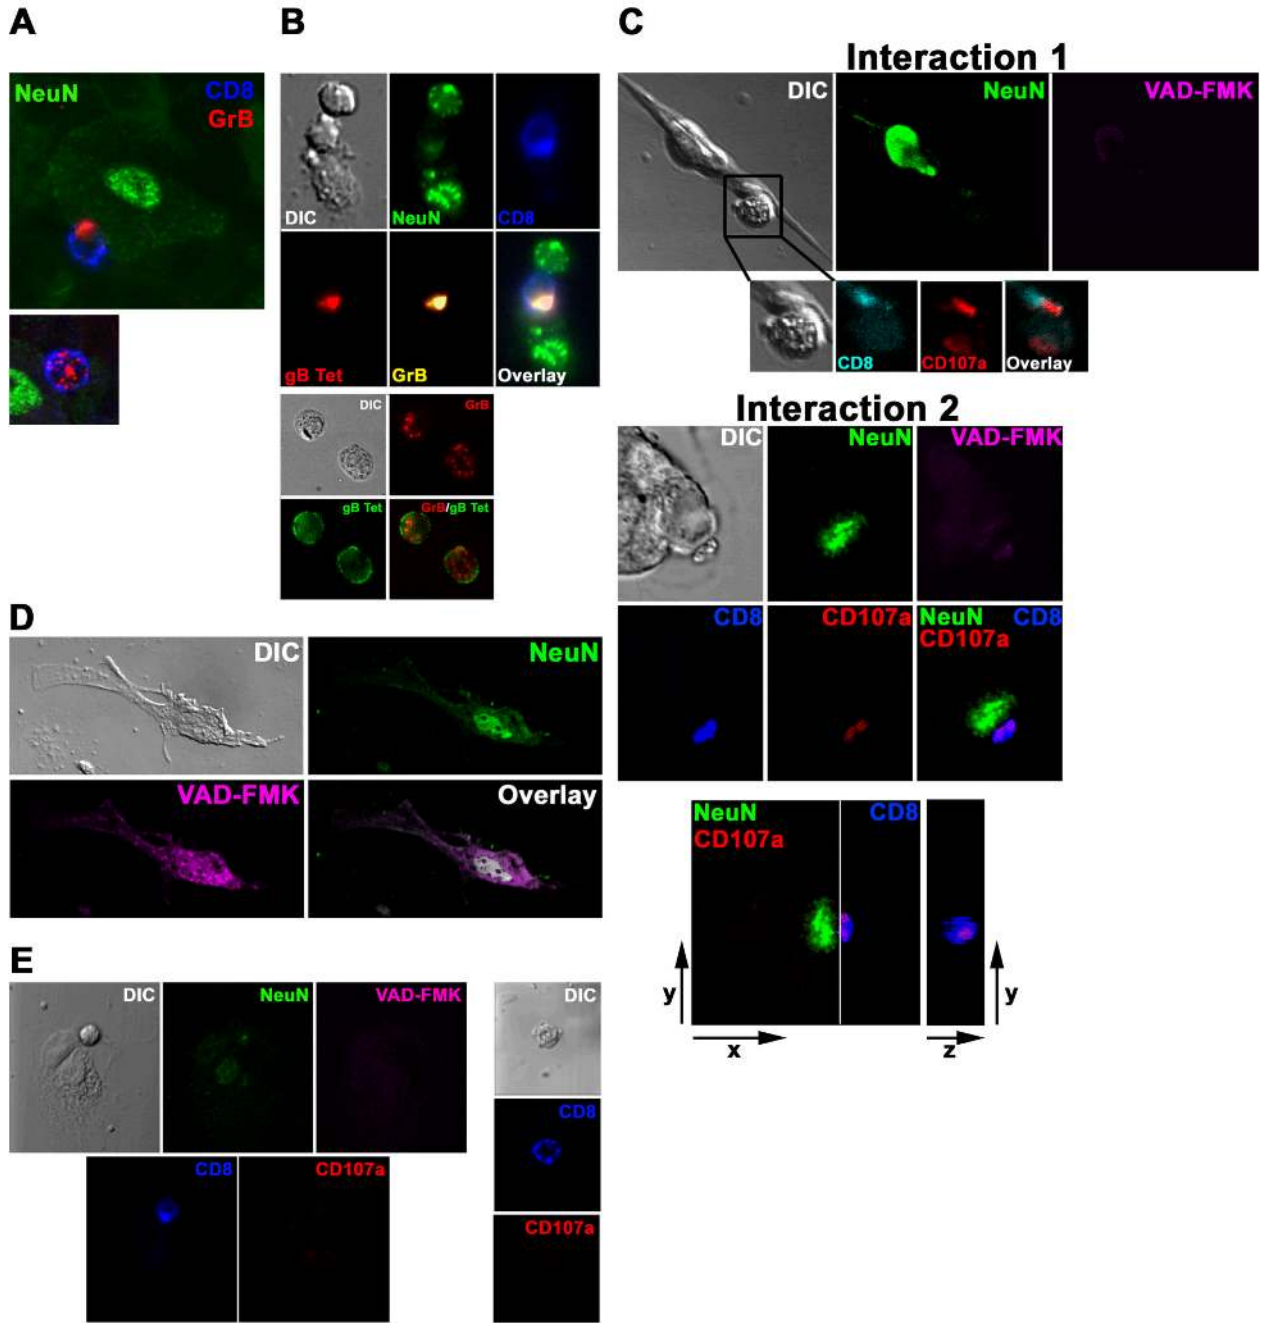 A
NeuN
CD8
GrB
B
DIC
NeuN
CD8
gB Tet
GrB
Overlay
DIC
GrB
gB Tet
GrB/gB Tet
C
Interaction 1
DIC
NeuN
VAD-FMK
CD8
CD107a
Overlay
Interaction 2
DIC
NeuN
VAD-FMK
CD8
CD107a
NeuN CD8
CD107a
NeuN
CD8
CD107a
y
x
y
z
D
DIC
NeuN
VAD-FMK
Overlay
E
DIC
NeuN
VAD-FMK
CD8
CD107a
DIC
CD8
CD107a